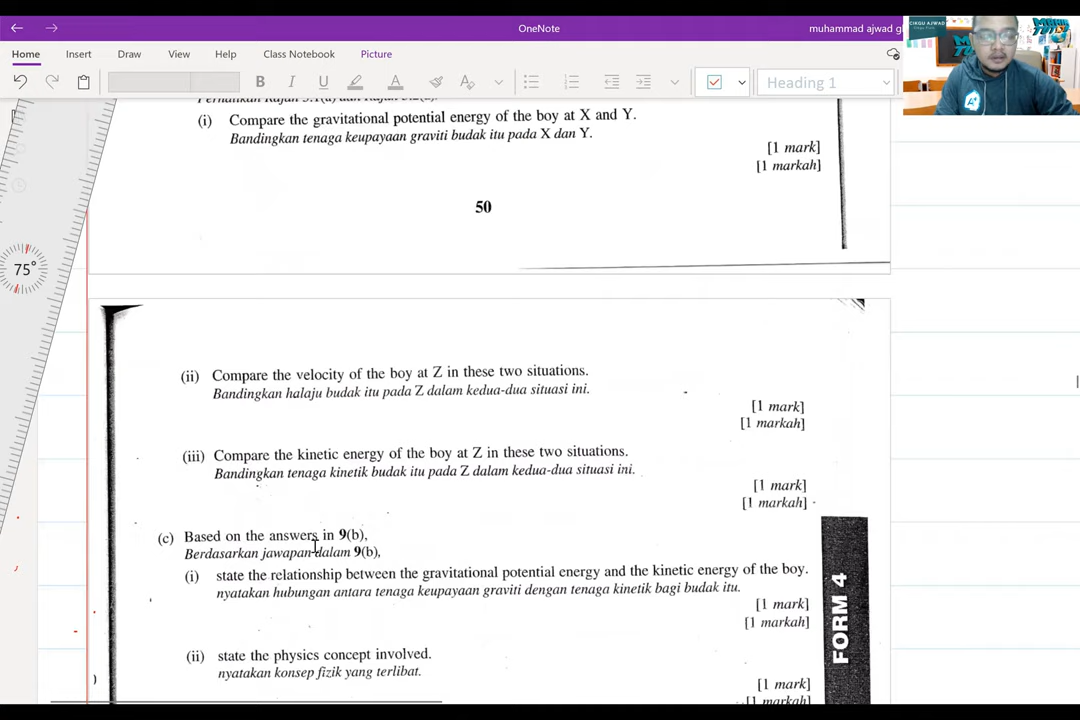 OneNote
muhammad ajwad g
CIKGU AJWAD
Home Insert Draw View Help Class Notebook Picture
Heading 1
(i) Compare the gravitational potential energy of the boy at X and Y.
Bandingkan tenaga keupayaan graviti budak itu pada X dan Y.
[1 mark]
[1 markah]
50
75°
(ii) Compare the velocity of the boy at Z in these two situations.
Bandingkan halaju budak itu pada Z dalam kedua-dua situasi ini.
[1 mark]
[1 markah]
(iii) Compare the kinetic energy of the boy at Z in these two situations.
Bandingkan tenaga kinetik budak itu pada Z dalam kedua-dua situasi ini.
[1 mark]
[1 markah]
(c) Based on the answers in 9(b),
Berdasarkan jawapan dalam 9(b),
(i) state the relationship between the gravitational potential energy and the kinetic energy of the boy.
nyatakan hubungan antara tenaga keupayaan graviti dengan tenaga kinetik bagi budak itu.
[1 mark]
[1 markah]
FORM 4
(ii) state the physics concept involved.
nyatakan konsep fizik yang terlibat.
[1 mark]
[1 markah]